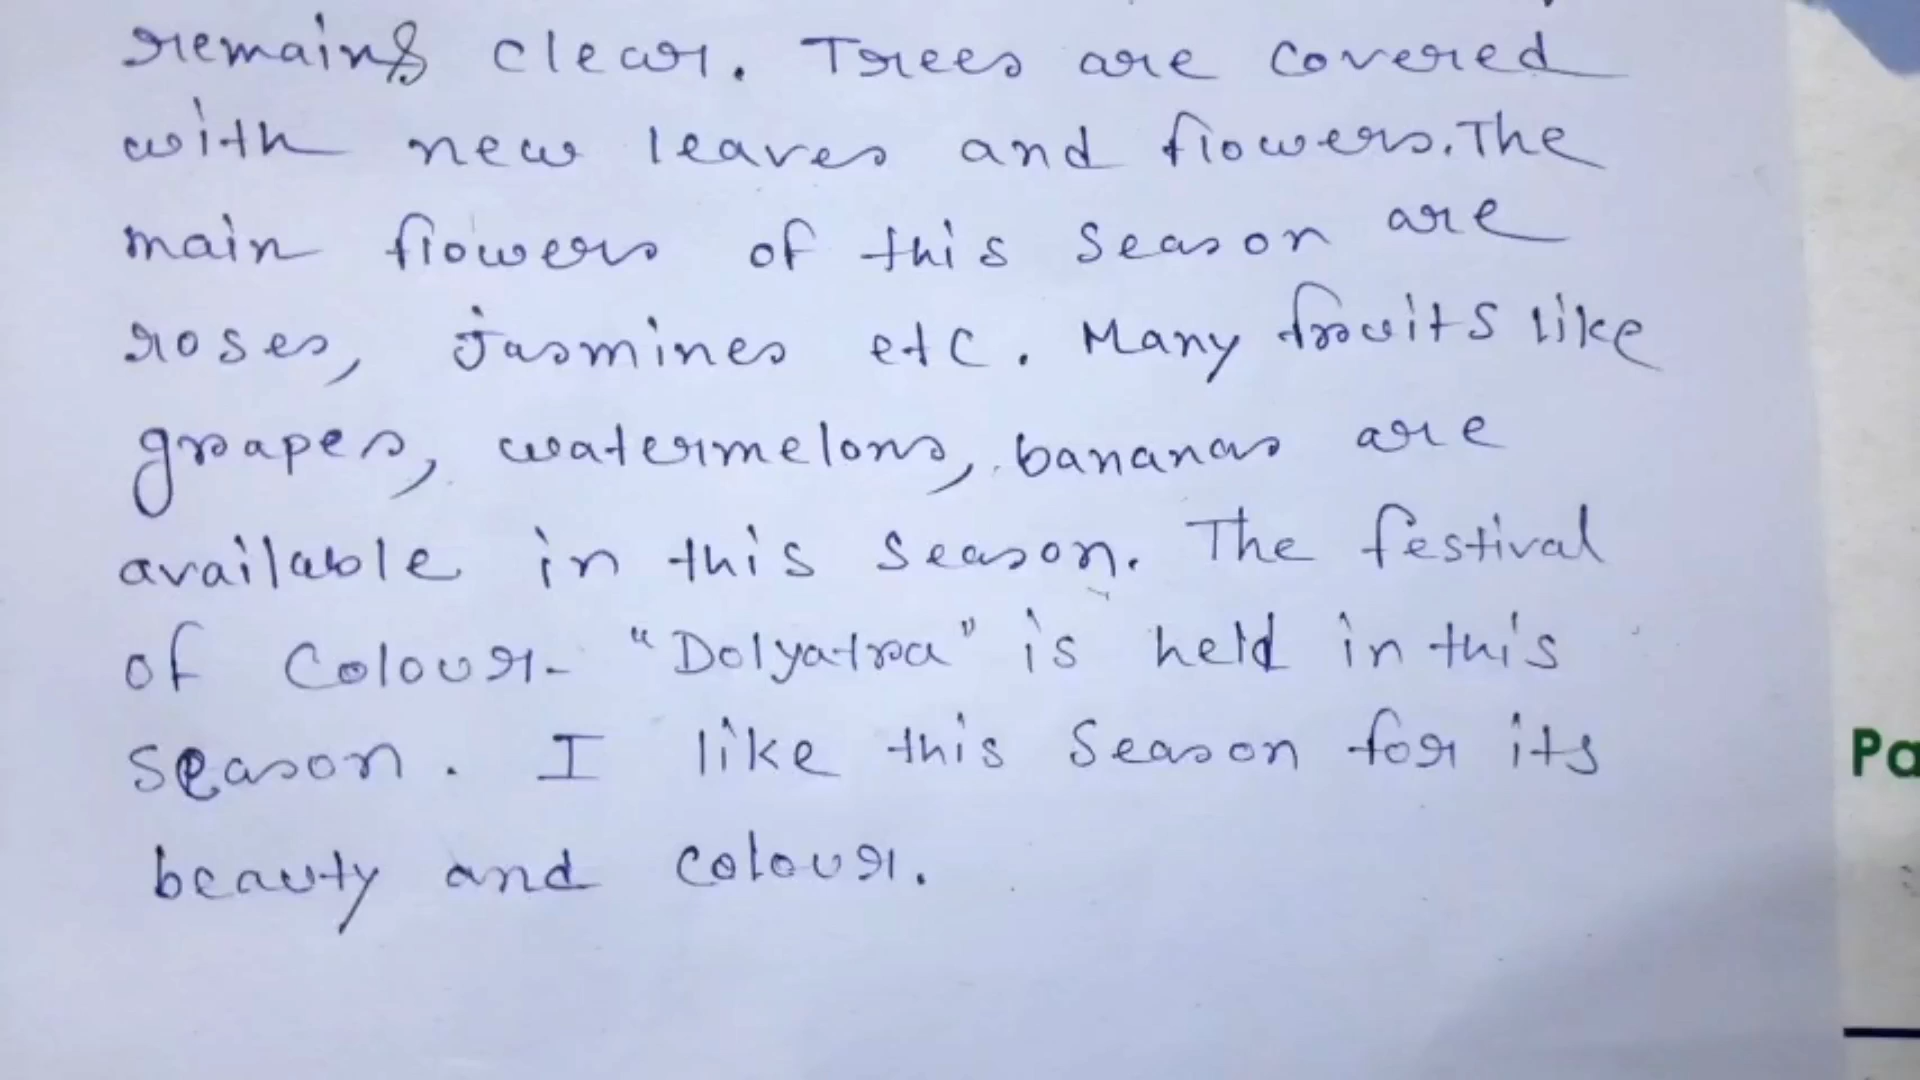 remains clear. Trees are covered
with new leaves and flowers. The
main flowers of this season are
roses, jasmines etc. Many fruits like
grapes, watermelons, bananas are
available in this season. The festival
of Colour- "Dolyatra" is held in this
season. I like this season for its
beauty and colour.
Pa